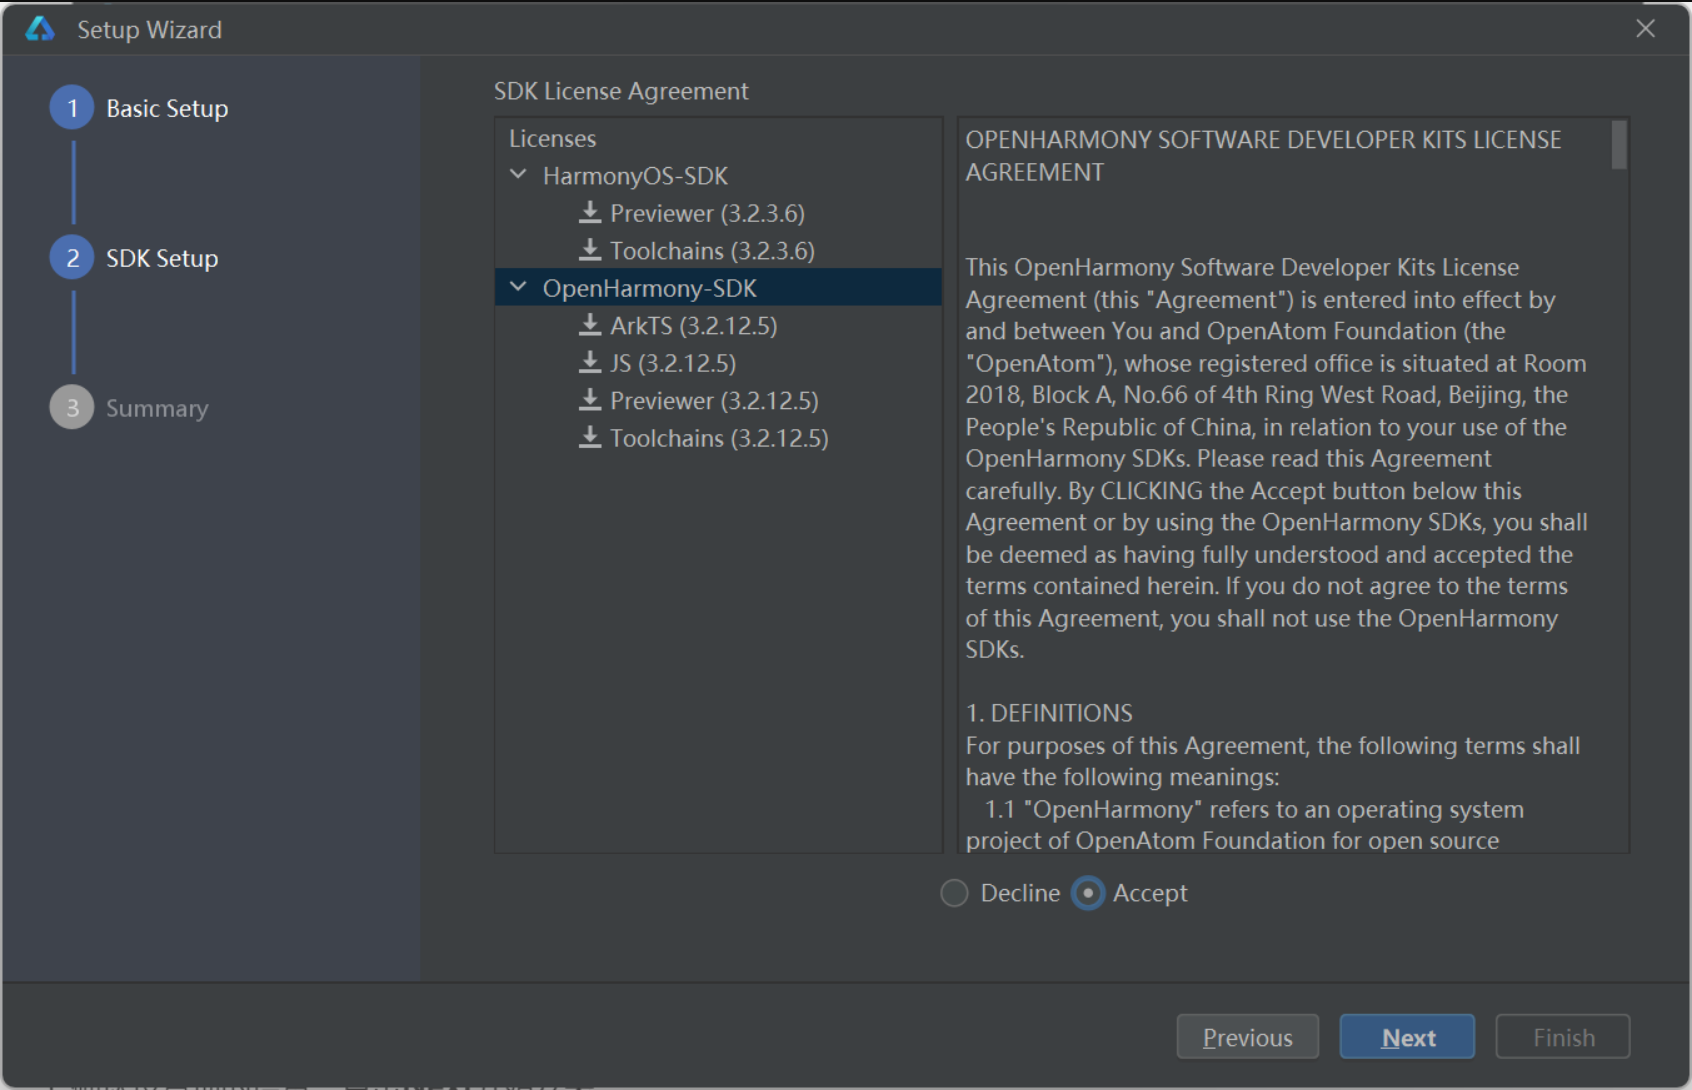 Setup Wizard
1 Basic Setup
2 SDK Setup
3 Summary
SDK License Agreement
Licenses
HarmonyOS-SDK
Previewer (3.2.3.6)
Toolchains (3.2.3.6)
OpenHarmony-SDK
ArkTS (3.2.12.5)
JS (3.2.12.5)
Previewer (3.2.12.5)
Toolchains (3.2.12.5)
OPENHARMONY SOFTWARE DEVELOPER KITS LICENSE
AGREEMENT
This OpenHarmony Software Developer Kits License
Agreement (this "Agreement") is entered into effect by
and between You and OpenAtom Foundation (the
"OpenAtom"), whose registered office is situated at Room
2018, Block A, No.66 of 4th Ring West Road, Beijing, the
People's Republic of China, in relation to your use of the
OpenHarmony SDKs. Please read this Agreement
carefully. By CLICKING the Accept button below this
Agreement or by using the OpenHarmony SDKs, you shall
be deemed as having fully understood and accepted the
terms contained herein. If you do not agree to the terms
of this Agreement, you shall not use the OpenHarmony
SDKs.
1. DEFINITIONS
For purposes of this Agreement, the following terms shall
have the following meanings:
1.1 "OpenHarmony" refers to an operating system
project of OpenAtom Foundation for open source
Decline Accept
Previous Next Finish